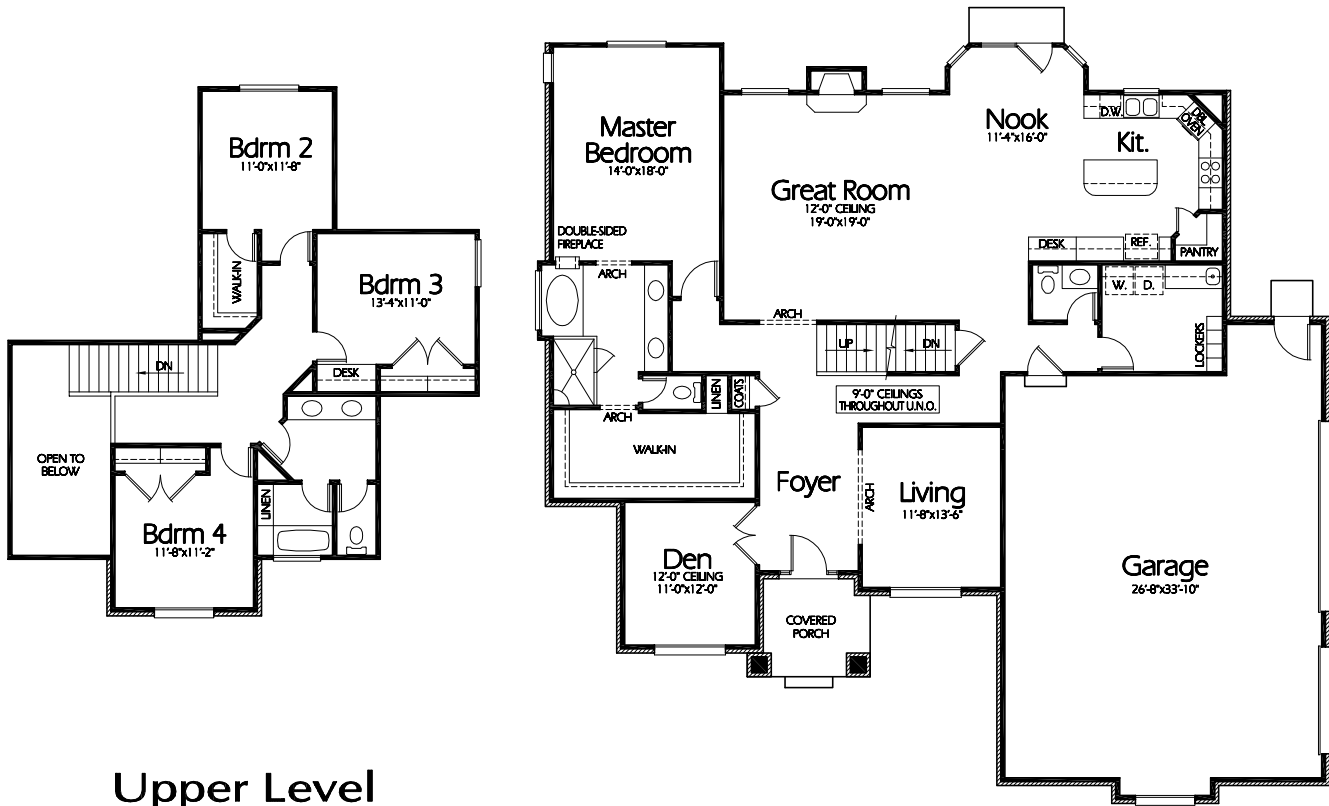 Bdrm 2
11'-0"x11'-8"
WALK-IN
Bdrm 3
13'-4"x11'-0"
DESK
DN
OPEN TO
BELOW
LINEN
Bdrm 4
11'-8"x11'-2"
Upper Level
Master
Bedroom
14'-0"x18'-0"
DOUBLE-SIDED
FIREPLACE
ARCH
ARCH
WALK-IN
LINEN
COATS
Great Room
12'-0" CEILING
19'-0"x19'-0"
ARCH
UP
DN
9'-0" CEILINGS
THROUGHOUT U.N.O.
Nook
11'-4"x16'-0"
D.W.
DBL
OVEN
Kit.
DESK
REF.
PANTRY
W.
D.
LOCKERS
Foyer
ARCH
Living
11'-8"x13'-6"
Den
12'-0" CEILING
11'-0"x12'-0"
COVERED
PORCH
Garage
26'-8"x33'-10"